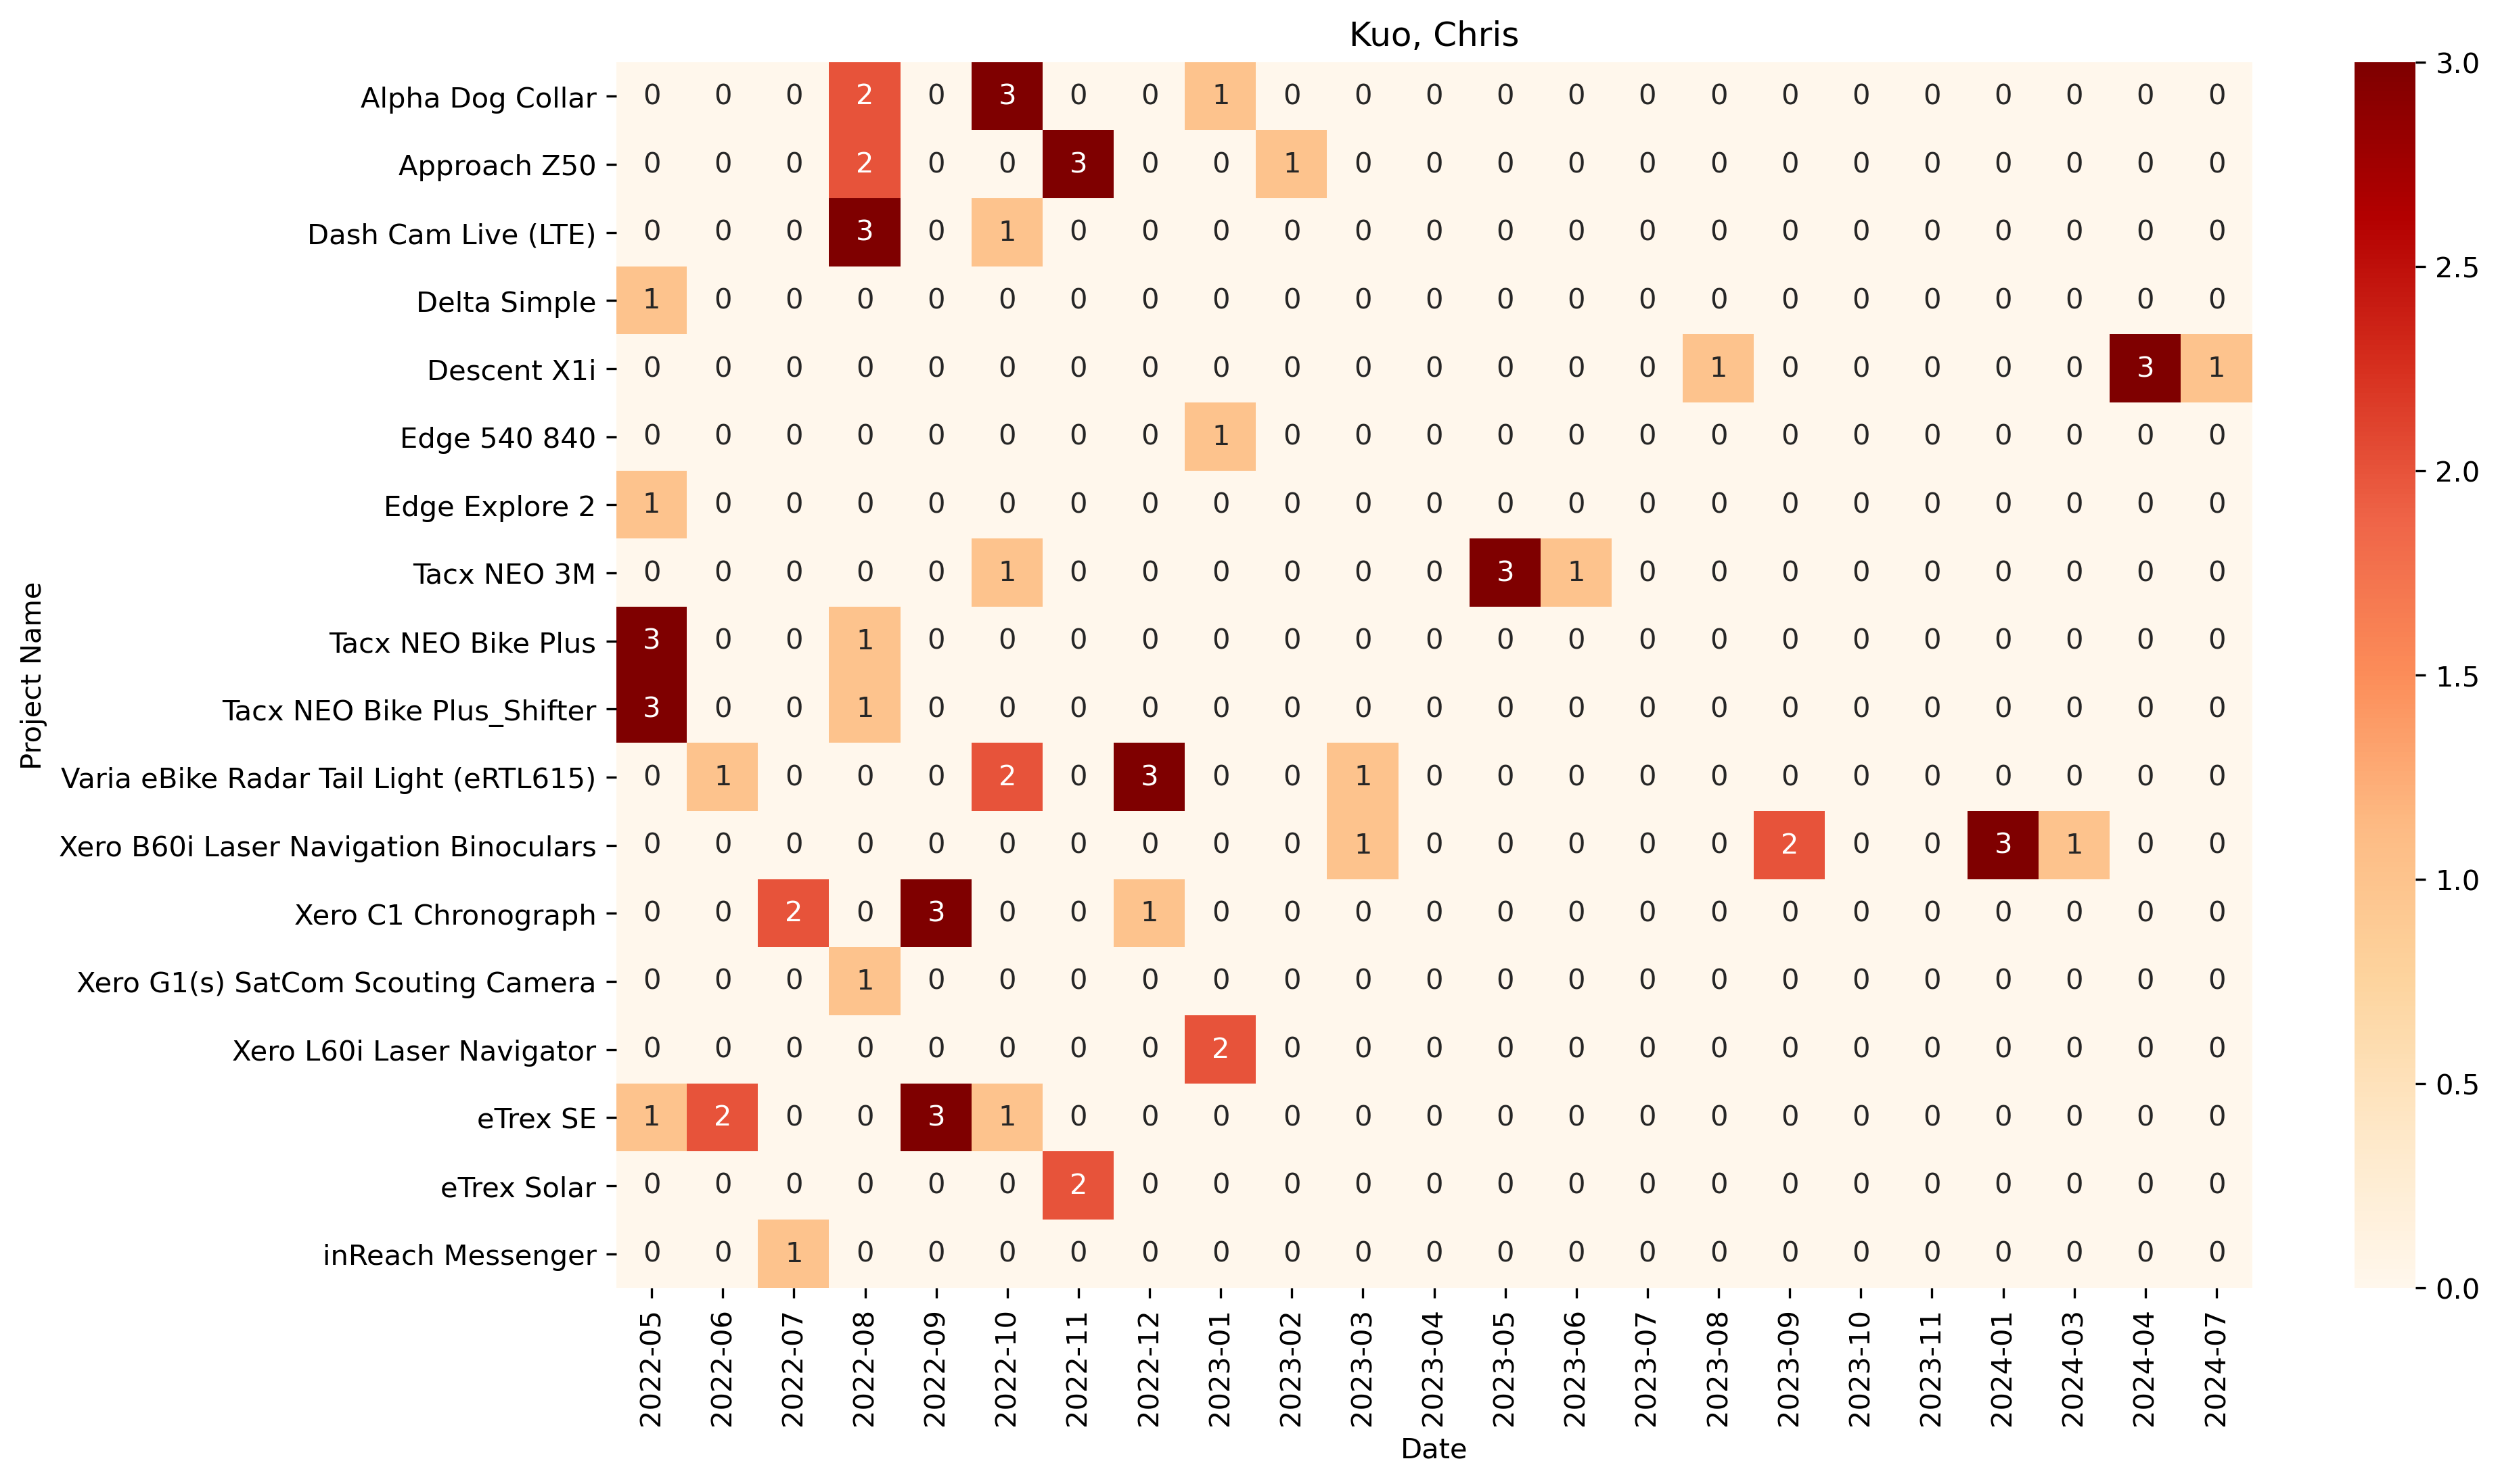 Kuo, Chris
Alpha Dog Collar 0 0 0 2 0 3 0 0 1 0 0 0 0 0 0 0 0 0 0 0 0 0 0
Approach Z50 0 0 0 2 0 0 3 0 0 1 0 0 0 0 0 0 0 0 0 0 0 0 0
Dash Cam Live (LTE) 0 0 0 3 0 1 0 0 0 0 0 0 0 0 0 0 0 0 0 0 0 0 0
Delta Simple 1 0 0 0 0 0 0 0 0 0 0 0 0 0 0 0 0 0 0 0 0 0 0
Descent X1i 0 0 0 0 0 0 0 0 0 0 0 0 0 0 0 1 0 0 0 0 0 3 1
Edge 540 840 0 0 0 0 0 0 0 0 1 0 0 0 0 0 0 0 0 0 0 0 0 0 0
Edge Explore 2 1 0 0 0 0 0 0 0 0 0 0 0 0 0 0 0 0 0 0 0 0 0 0
Tacx NEO 3M 0 0 0 0 0 1 0 0 0 0 0 0 3 1 0 0 0 0 0 0 0 0 0
Tacx NEO Bike Plus 3 0 0 1 0 0 0 0 0 0 0 0 0 0 0 0 0 0 0 0 0 0 0
Tacx NEO Bike Plus_Shifter 3 0 0 1 0 0 0 0 0 0 0 0 0 0 0 0 0 0 0 0 0 0 0
Varia eBike Radar Tail Light (eRTL615) 0 1 0 0 0 2 0 3 0 0 1 0 0 0 0 0 0 0 0 0 0 0 0
Xero B60i Laser Navigation Binoculars 0 0 0 0 0 0 0 0 0 0 1 0 0 0 0 0 2 0 0 3 1 0 0
Xero C1 Chronograph 0 0 2 0 3 0 0 1 0 0 0 0 0 0 0 0 0 0 0 0 0 0 0
Xero G1(s) SatCom Scouting Camera 0 0 0 1 0 0 0 0 0 0 0 0 0 0 0 0 0 0 0 0 0 0 0
Xero L60i Laser Navigator 0 0 0 0 0 0 0 0 2 0 0 0 0 0 0 0 0 0 0 0 0 0 0
eTrex SE 1 2 0 0 3 1 0 0 0 0 0 0 0 0 0 0 0 0 0 0 0 0 0
eTrex Solar 0 0 0 0 0 0 2 0 0 0 0 0 0 0 0 0 0 0 0 0 0 0 0
inReach Messenger 0 0 1 0 0 0 0 0 0 0 0 0 0 0 0 0 0 0 0 0 0 0 0
2022-05 2022-06 2022-07 2022-08 2022-09 2022-10 2022-11 2022-12 2023-01 2023-02 2023-03 2023-04 2023-05 2023-06 2023-07 2023-08 2023-09 2023-10 2023-11 2024-01 2024-03 2024-04 2024-07
Date
Project Name
3.0
2.5
2.0
1.5
1.0
0.5
0.0